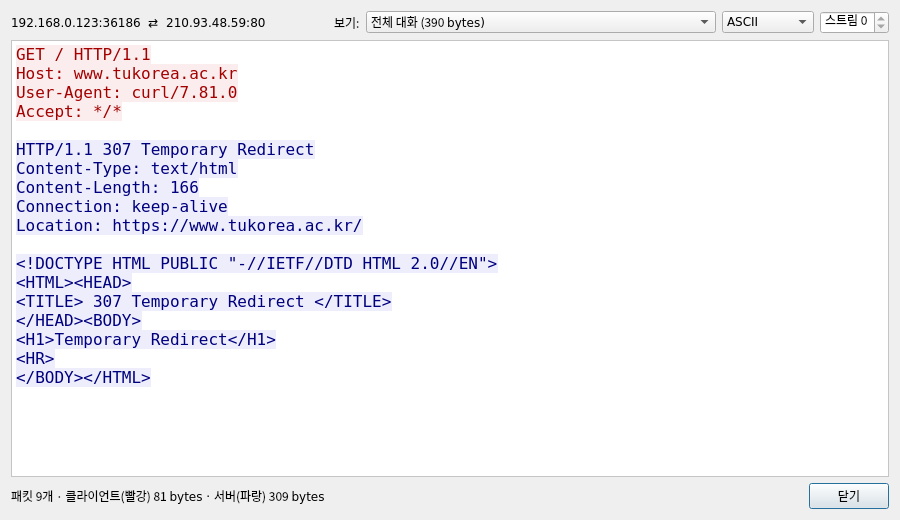 192.168.0.123:36186 ⇄ 210.93.48.59:80 보기: 전체 대화 (390 bytes) ASCII 스트림 0
GET / HTTP/1.1
Host: www.tukorea.ac.kr
User-Agent: curl/7.81.0
Accept: */*

HTTP/1.1 307 Temporary Redirect
Content-Type: text/html
Content-Length: 166
Connection: keep-alive
Location: https://www.tukorea.ac.kr/

<!DOCTYPE HTML PUBLIC "-//IETF//DTD HTML 2.0//EN">
<HTML><HEAD>
<TITLE> 307 Temporary Redirect </TITLE>
</HEAD><BODY>
<H1>Temporary Redirect</H1>
<HR>
</BODY></HTML>
패킷 9개 · 클라이언트(빨강) 81 bytes · 서버(파랑) 309 bytes 닫기